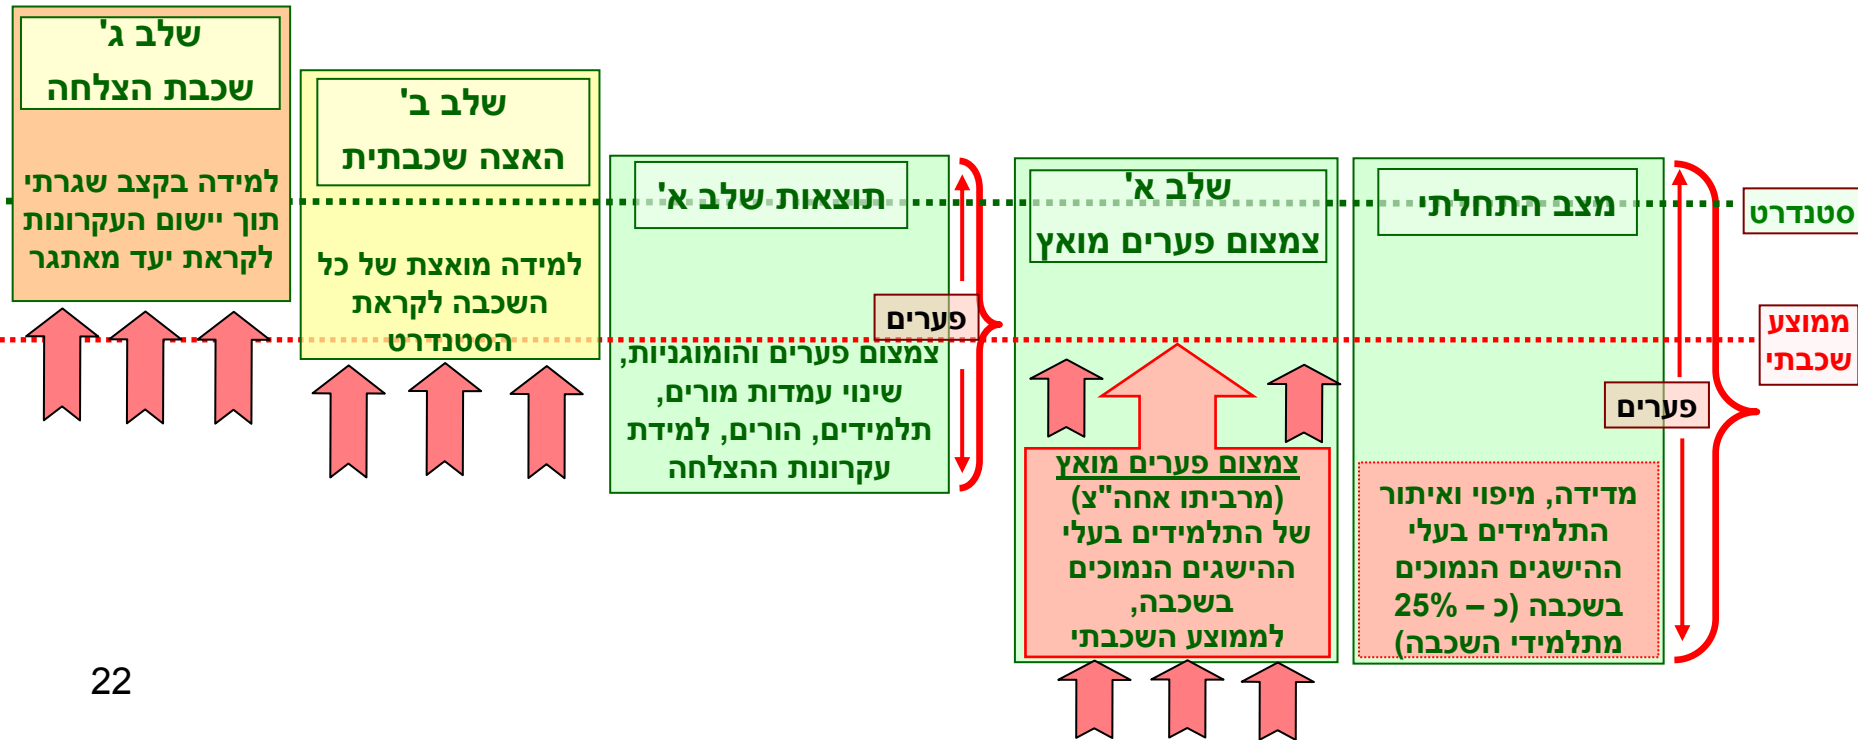 סטנדרט
ממוצע
שכבתי
מצב התחלתי
פערים
מדידה, מיפוי ואיתור
התלמידים בעלי
ההישגים הנמוכים
בשכבה (כ – 25%
מתלמידי השכבה)
שלב א'
צמצום פערים מואץ
צמצום פערים מואץ
(מרביתו אחה"צ)
של התלמידים בעלי
ההישגים הנמוכים
בשכבה,
לממוצע השכבתי
תוצאות שלב א'
פערים
צמצום פערים והומוגניות,
שינוי עמדות מורים,
תלמידים, הורים, למידת
עקרונות ההצלחה
שלב ב'
האצה שכבתית
למידה מואצת של כל
השכבה לקראת
הסטנדרט
שלב ג'
שכבת הצלחה
למידה בקצב שגרתי
תוך יישום העקרונות
לקראת יעד מאתגר
22